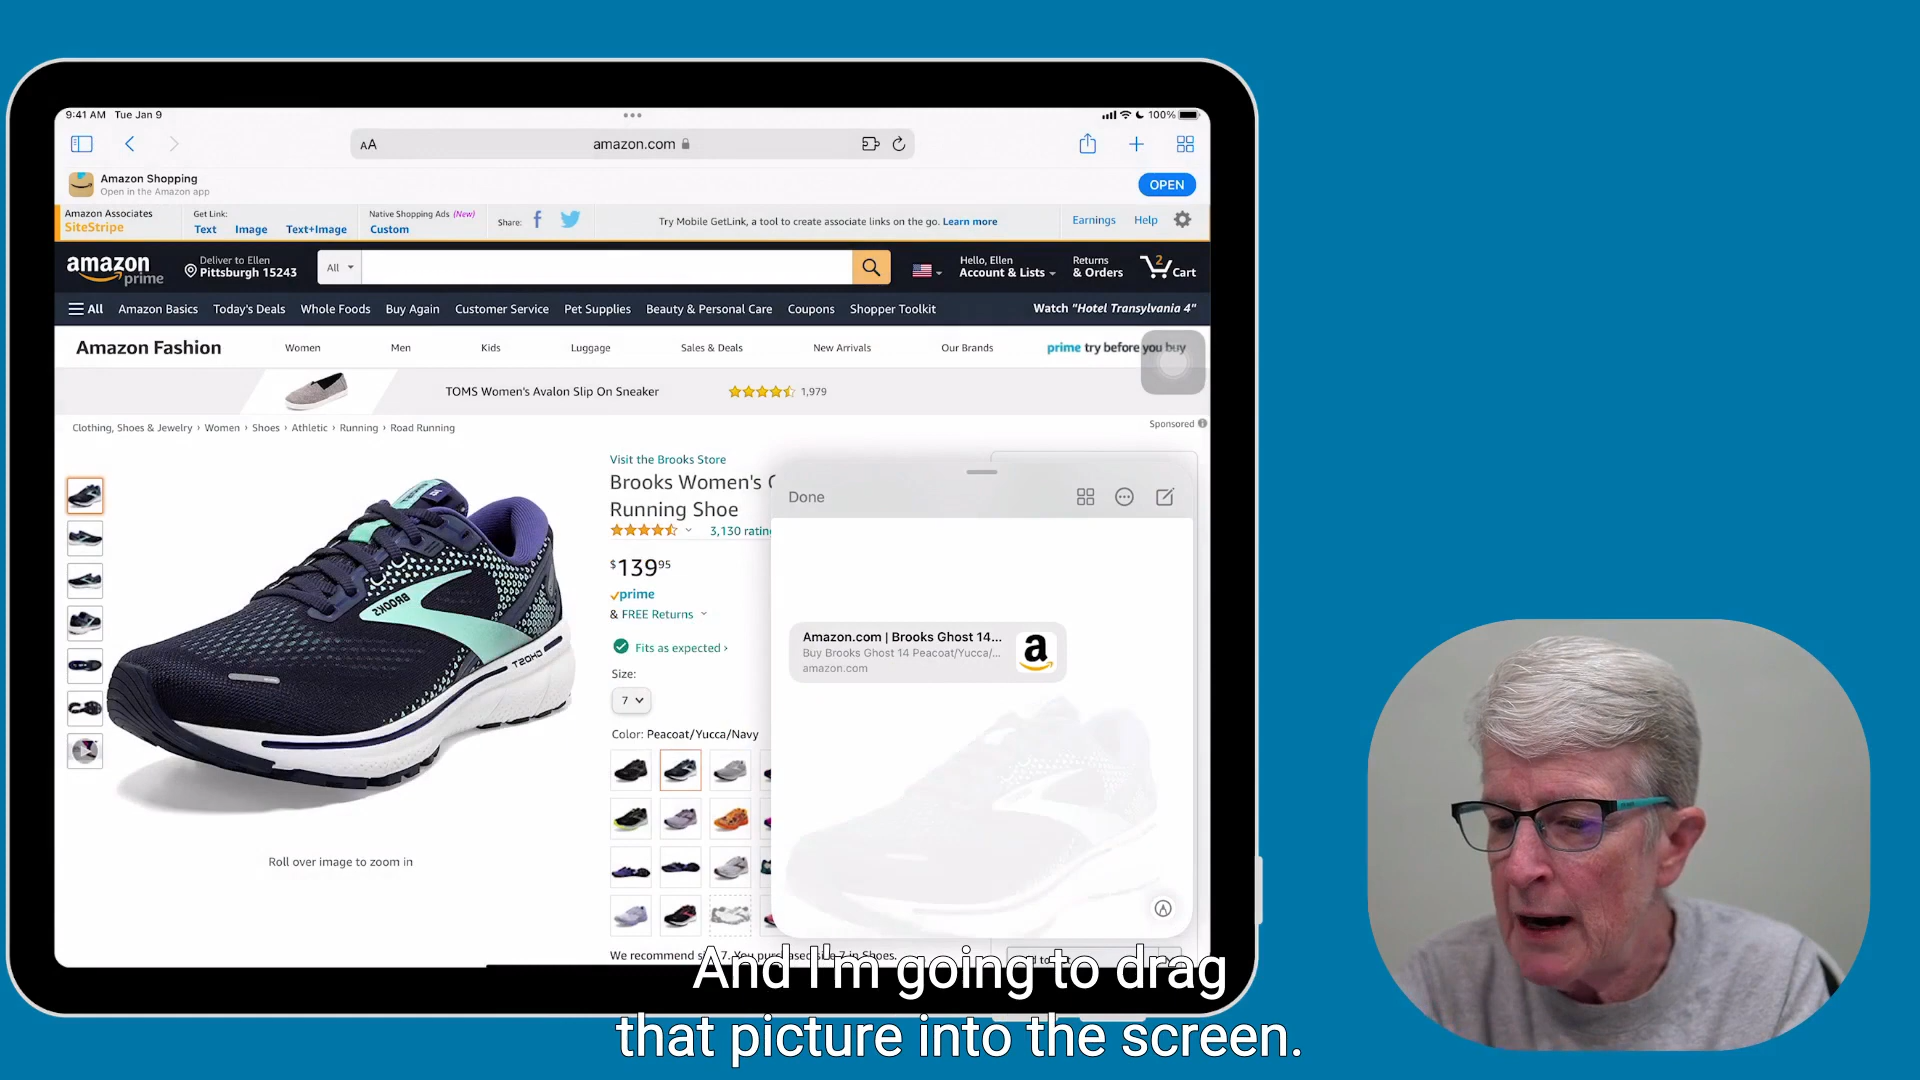 9:41 AM Tue Jan 9
100%
AA
amazon.com
Amazon Shopping
Open in the Amazon app
OPEN
Amazon Associates
SiteStripe
Get Link:
Text Image Text+Image
Native Shopping Ads (New)
Custom
Share:
Try Mobile GetLink, a tool to create associate links on the go. Learn more
Earnings Help
amazon
prime
Deliver to Ellen
Pittsburgh 15243
All
Hello, Ellen
Account & Lists
Returns
& Orders
2
Cart
All Amazon Basics Today's Deals Whole Foods Buy Again Customer Service Pet Supplies Beauty & Personal Care Coupons Shopper Toolkit Watch "Hotel Transylvania 4"
Amazon Fashion Women Men Kids Luggage Sales & Deals New Arrivals Our Brands prime try before you buy
TOMS Women's Avalon Slip On Sneaker 1,979
Clothing, Shoes & Jewelry › Women › Shoes › Athletic › Running › Road Running
Sponsored
Visit the Brooks Store
Brooks Women's
Running Shoe
3,130
$139 95
prime
& FREE Returns
Fits as expected ›
Size:
7
Color: Peacoat/Yucca/Navy
BROOKS
GHOST
Roll over image to zoom in
Done
Amazon.com | Brooks Ghost 14...
Buy Brooks Ghost 14 Peacoat/Yucca/...
amazon.com
a
We recommend
7. You
in Shoes.
And I'm going to drag
that picture into the screen.